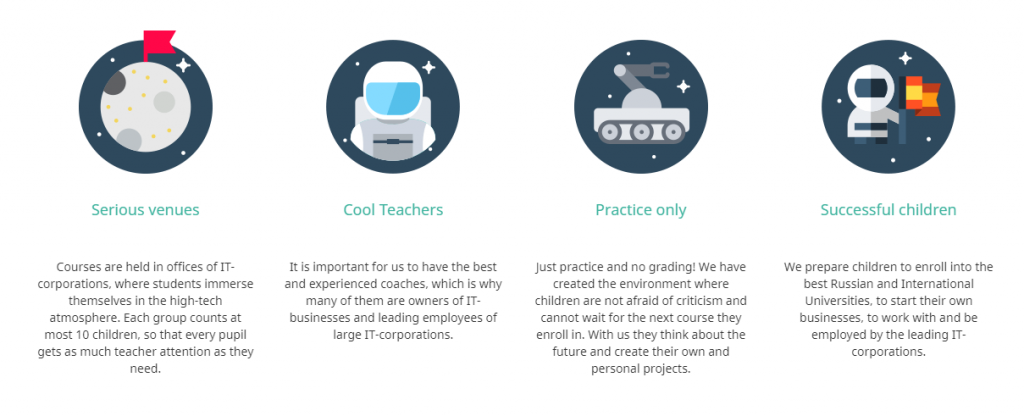 Serious venues
Courses are held in offices of IT-
corporations, where students immerse
themselves in the high-tech
atmosphere. Each group counts at
most 10 children, so that every pupil
gets as much teacher attention as they
need.
Cool Teachers
It is important for us to have the best
and experienced coaches, which is why
many of them are owners of IT-
businesses and leading employees of
large IT-corporations.
Practice only
Just practice and no grading! We have
created the environment where
children are not afraid of criticism and
cannot wait for the next course they
enroll in. With us they think about the
future and create their own and
personal projects.
Successful children
We prepare children to enroll into the
best Russian and International
Universities, to start their own
businesses, to work with and be
employed by the leading IT-
corporations.